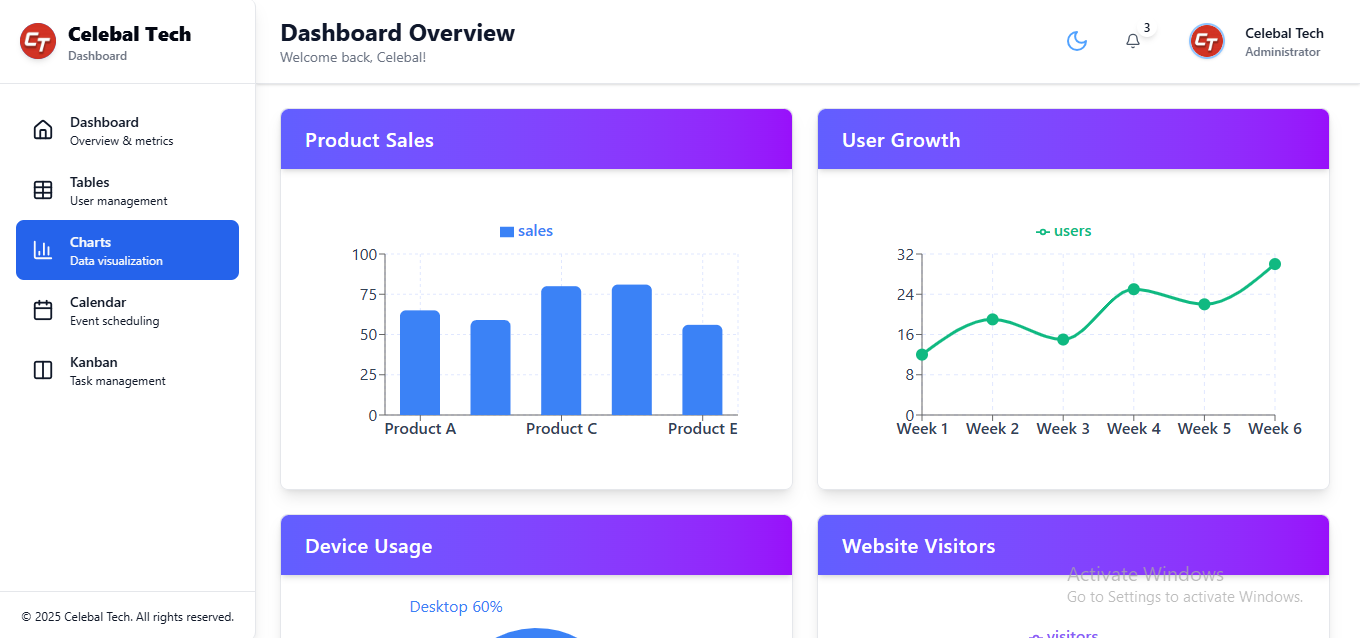 CT
Celebal Tech
Dashboard
Dashboard
Overview & metrics
Tables
User management
Charts
Data visualization
Calendar
Event scheduling
Kanban
Task management
© 2025 Celebal Tech. All rights reserved.
Dashboard Overview
Welcome back, Celebal!
3
CT
Celebal Tech
Administrator
Product Sales
sales
100
75
50
25
0
Product A Product C Product E
User Growth
users
32
24
16
8
0
Week 1 Week 2 Week 3 Week 4 Week 5 Week 6
Device Usage
Desktop 60%
Website Visitors
visitors
Activate Windows
Go to Settings to activate Windows.